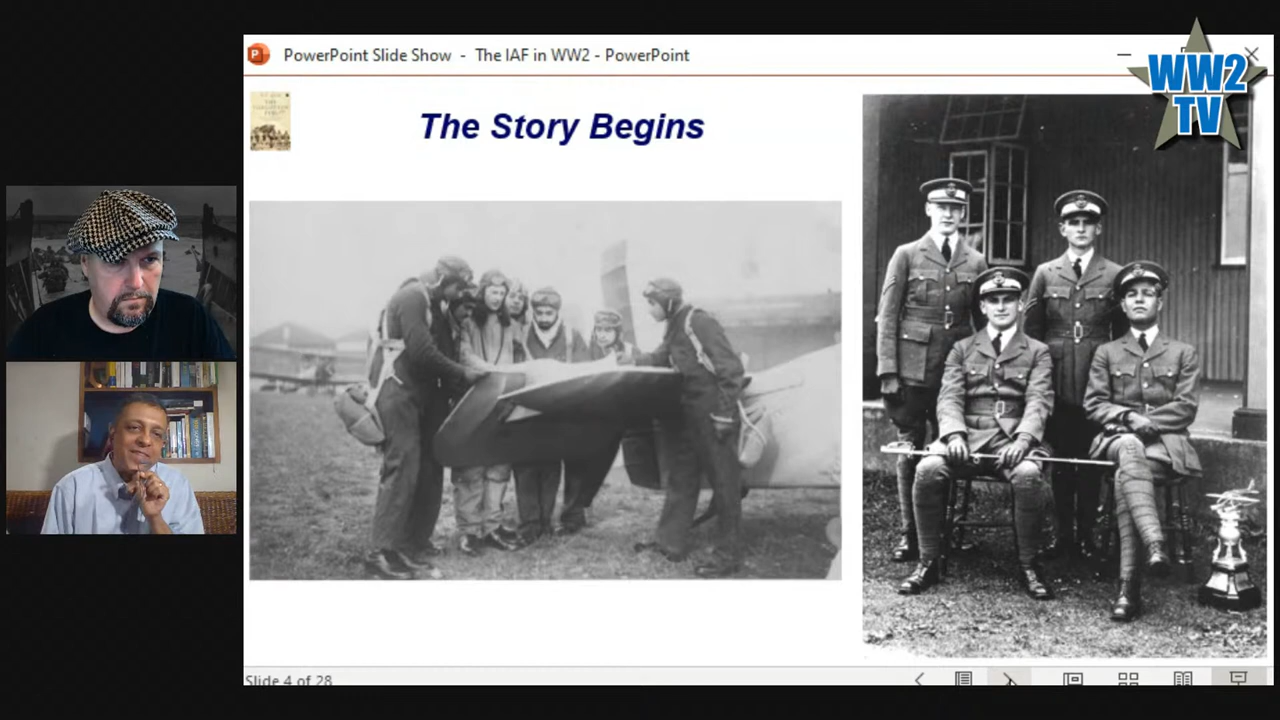 PowerPoint Slide Show - The IAF in WW2 - PowerPoint
WW2
TV
The Story Begins
Slide 4 of 28